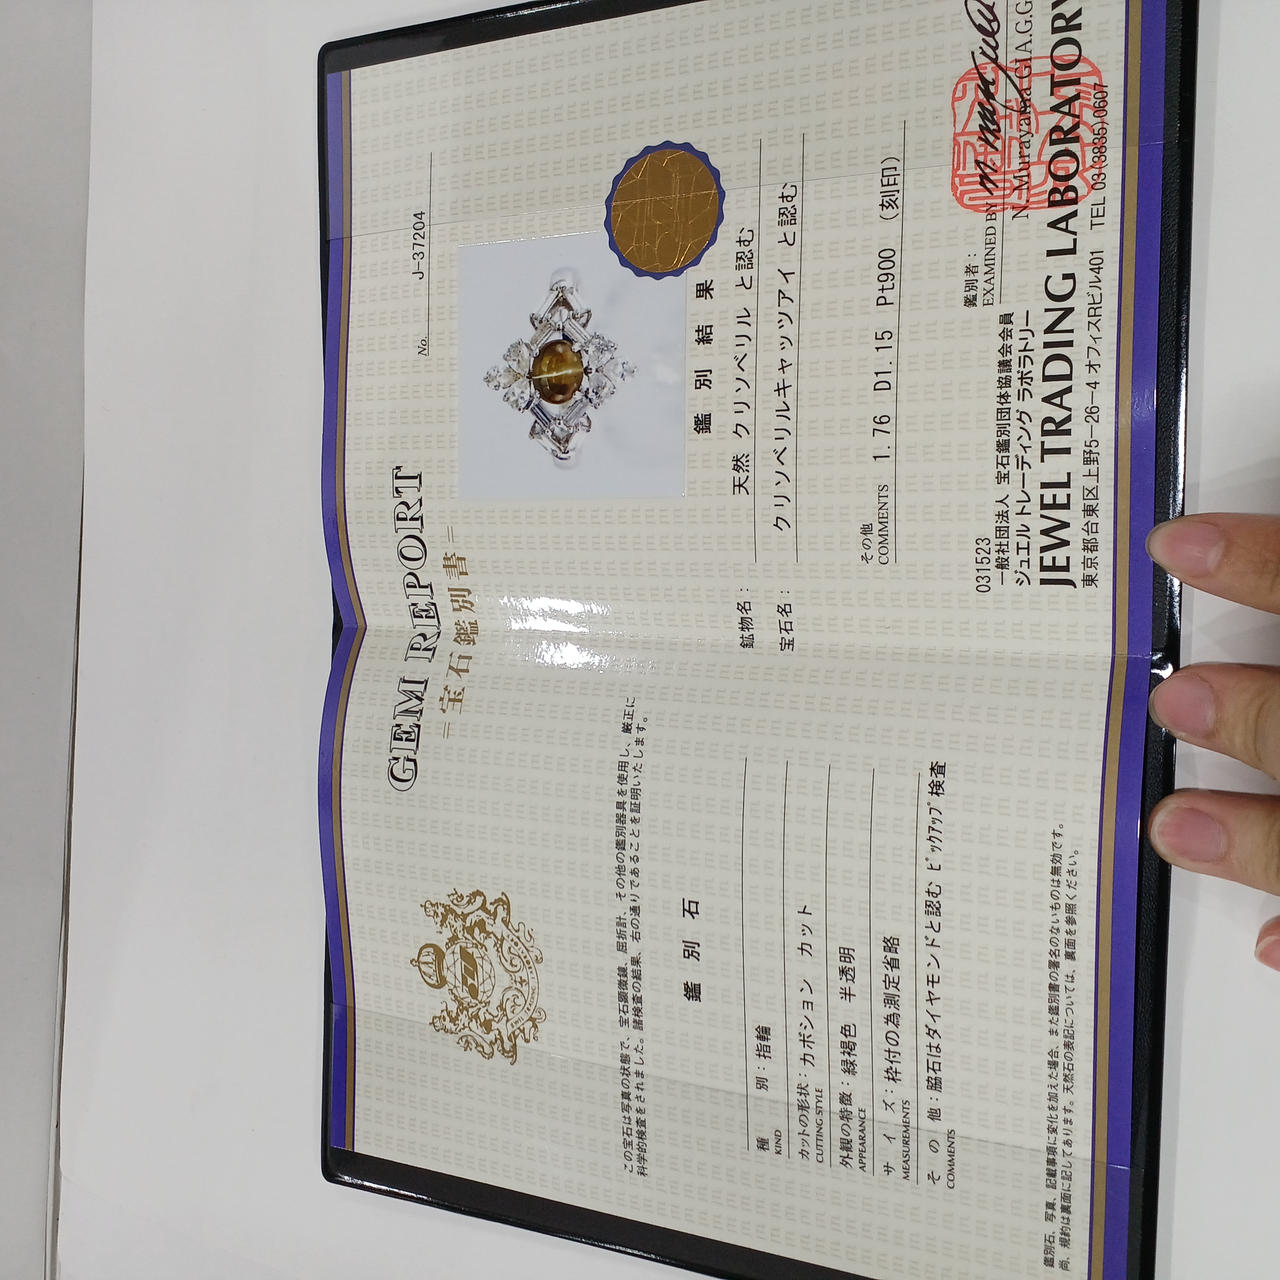 GEM REPORT
=宝石鑑別書=
この宝石は写真の状態で、宝石顕微鏡、屈折計、その他の鑑別器具を使用し、厳正に
科学的検査をされました。諸検査の結果、右の通りであることを証明いたします。
鑑別石
種別:指輪
KIND
カットの形状:カボション カット
CUTTING STYLE
外観の特徴:緑褐色 半透明
APPEARANCE
サイズ:枠付の為測定省略
MEASUREMENTS
その他:脇石はダイヤモンドと認む ピックアップ検査
COMMENTS
鑑別石、写真、記載事項に変化を加えた場合、また鑑別書の署名のないものは無効です。
尚、規約は裏面に記してあります。天然石の表記については、裏面を参照ください。
No. J-37204
鑑別結果
鉱物名:天然 クリソベリル と認む
宝石名:クリソベリルキャッツアイ と認む
その他
COMMENTS 1.76 D1.15 Pt900 (刻印)
鑑別者:
EXAMINED BY
N. Murayama G.I.A.G.G
031523
一般社団法人 宝石鑑別団体協議会会員
ジュエル トレーディング ラボラトリー
JEWEL TRADING LABORATORY
東京都台東区上野5-26-4 オフィスRビル401 TEL 03(3835)0607